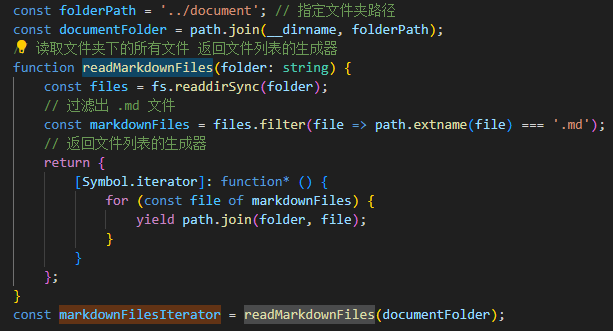 const folderPath = '../document'; // 指定文件夹路径
const documentFolder = path.join(__dirname, folderPath);
读取文件夹下的所有文件 返回文件列表的生成器
function readMarkdownFiles(folder: string) {
    const files = fs.readdirSync(folder);
    // 过滤出 .md 文件
    const markdownFiles = files.filter(file => path.extname(file) === '.md');
    // 返回文件列表的生成器
    return {
        [Symbol.iterator]: function* () {
            for (const file of markdownFiles) {
                yield path.join(folder, file);
            }
        }
    };
}
const markdownFilesIterator = readMarkdownFiles(documentFolder);